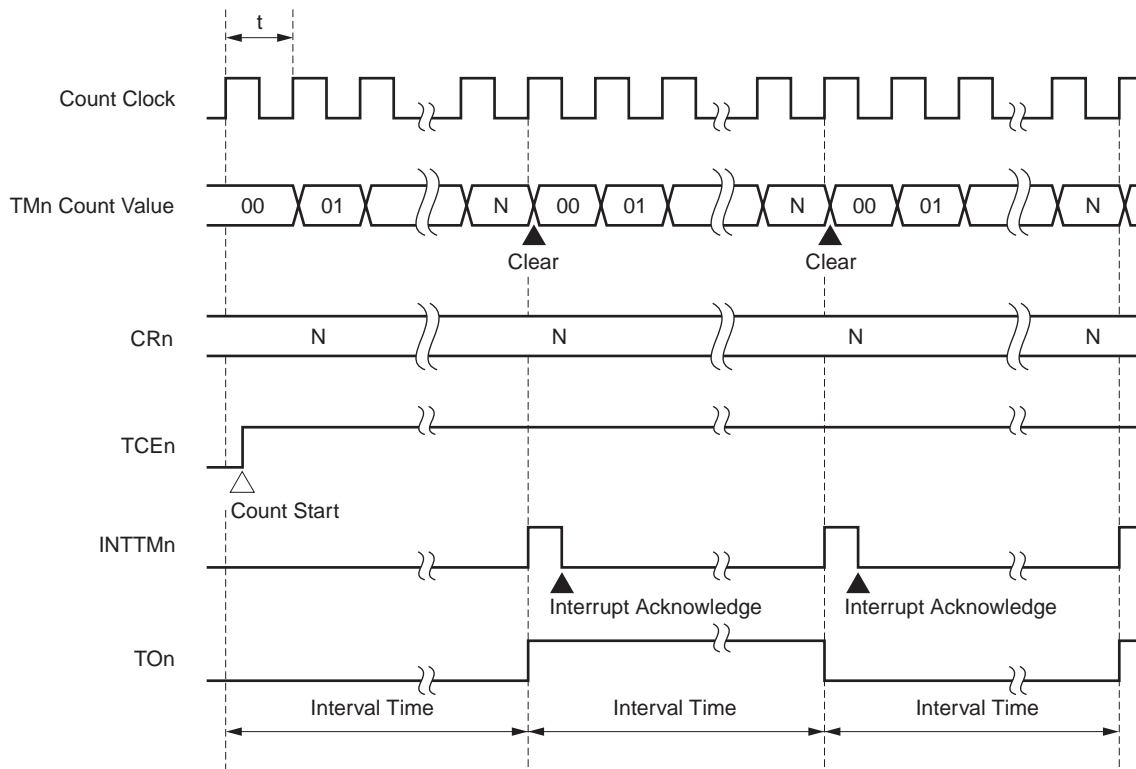 t
Count Clock
TMn Count Value 00 01 N 00 01 N 00 01 N
Clear Clear
CRn N N N N
TCEn
Count Start
INTTMn
Interrupt Acknowledge Interrupt Acknowledge
TOn
Interval Time Interval Time Interval Time